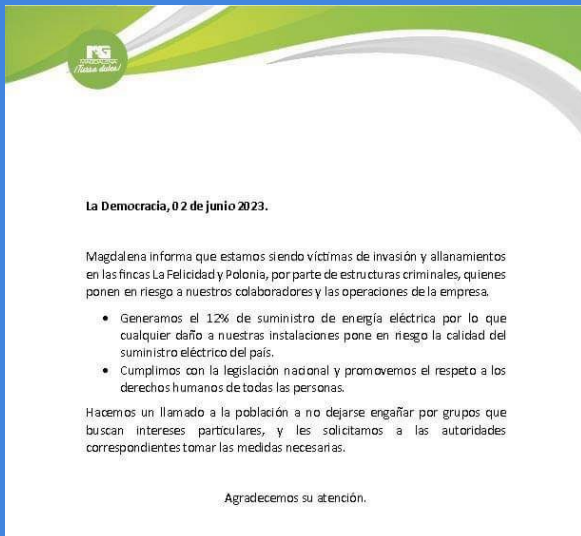 MG
MAGDALENA
¡Tierra dulce!
La Democracia, 02 de junio 2023.
Magdalena informa que estamos siendo víctimas de invasión y allanamientos
en las fincas La Felicidad y Polonia, por parte de estructuras criminales, quienes
ponen en riesgo a nuestros colaboradores y las operaciones de la empresa.
• Generamos el 12% de suministro de energía eléctrica por lo que
cualquier daño a nuestras instalaciones pone en riesgo la calidad del
suministro eléctrico del país.
• Cumplimos con la legislación nacional y promovemos el respeto a los
derechos humanos de todas las personas.
Hacemos un llamado a la población a no dejarse engañar por grupos que
buscan intereses particulares, y les solicitamos a las autoridades
correspondientes tomar las medidas necesarias.
Agradecemos su atención.